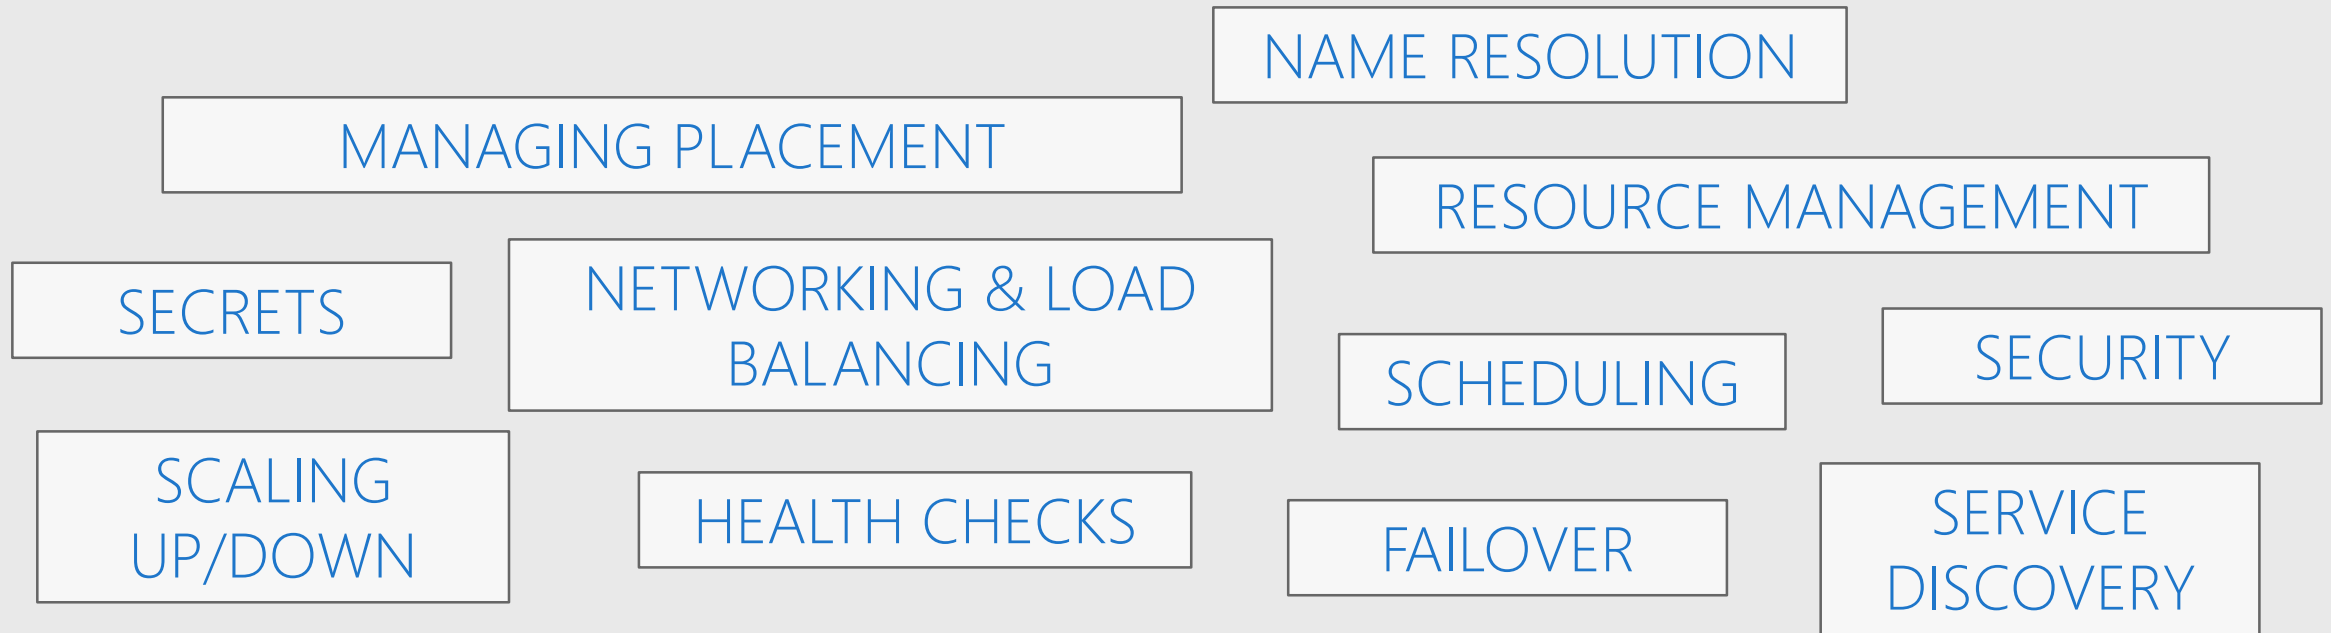 NAME RESOLUTION
MANAGING PLACEMENT
RESOURCE MANAGEMENT
SECRETS
NETWORKING & LOAD
BALANCING
SCHEDULING
SECURITY
SCALING
UP/DOWN
HEALTH CHECKS
FAILOVER
SERVICE
DISCOVERY